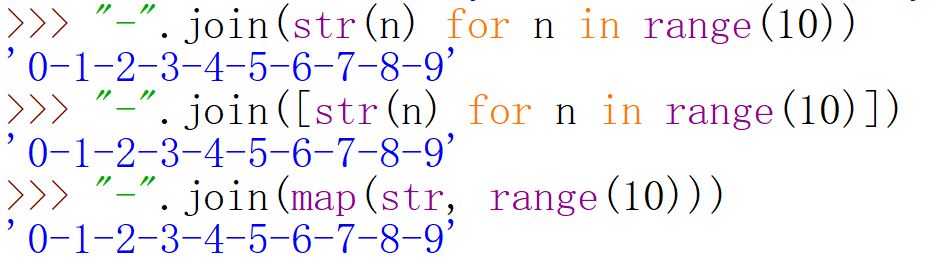 >>> "-".join(str(n) for n in range(10))
'0-1-2-3-4-5-6-7-8-9'
>>> "-".join([str(n) for n in range(10)])
'0-1-2-3-4-5-6-7-8-9'
>>> "-".join(map(str, range(10)))
'0-1-2-3-4-5-6-7-8-9'